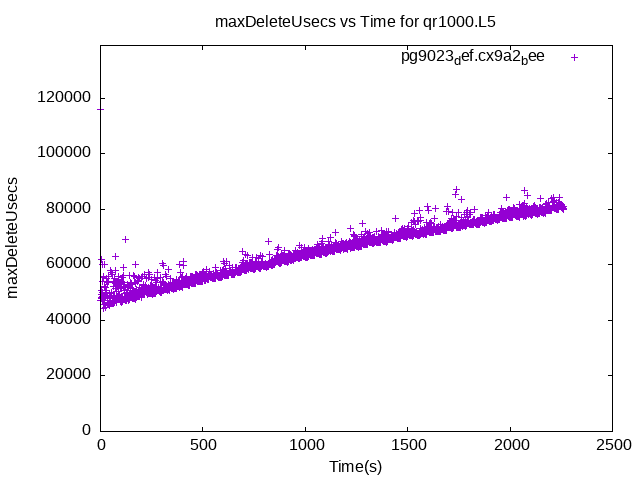 maxDeleteUsecs vs Time for qr1000.L5
pg9023def.cx9a2bee
120000
100000
80000
60000
40000
20000
0
maxDeleteUsecs
0 500 1000 1500 2000 2500
Time(s)